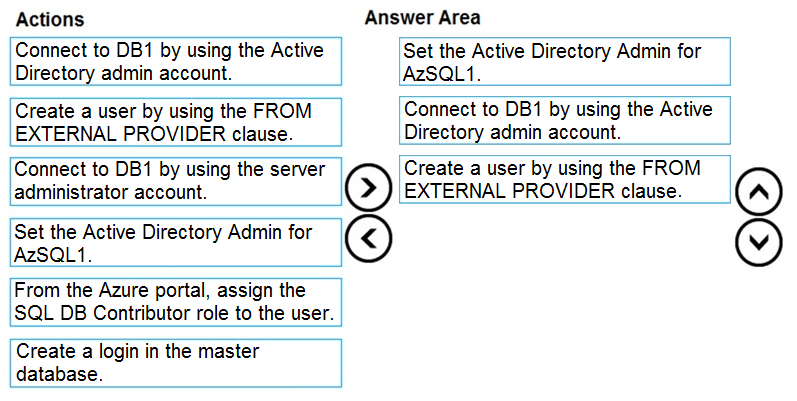 Actions
Connect to DB1 by using the Active
Directory admin account.
Create a user by using the FROM
EXTERNAL PROVIDER clause.
Connect to DB1 by using the server
administrator account.
Set the Active Directory Admin for
AzSQL1.
From the Azure portal, assign the
SQL DB Contributor role to the user.
Create a login in the master
database.
Answer Area
Set the Active Directory Admin for
AzSQL1.
Connect to DB1 by using the Active
Directory admin account.
Create a user by using the FROM
EXTERNAL PROVIDER clause.